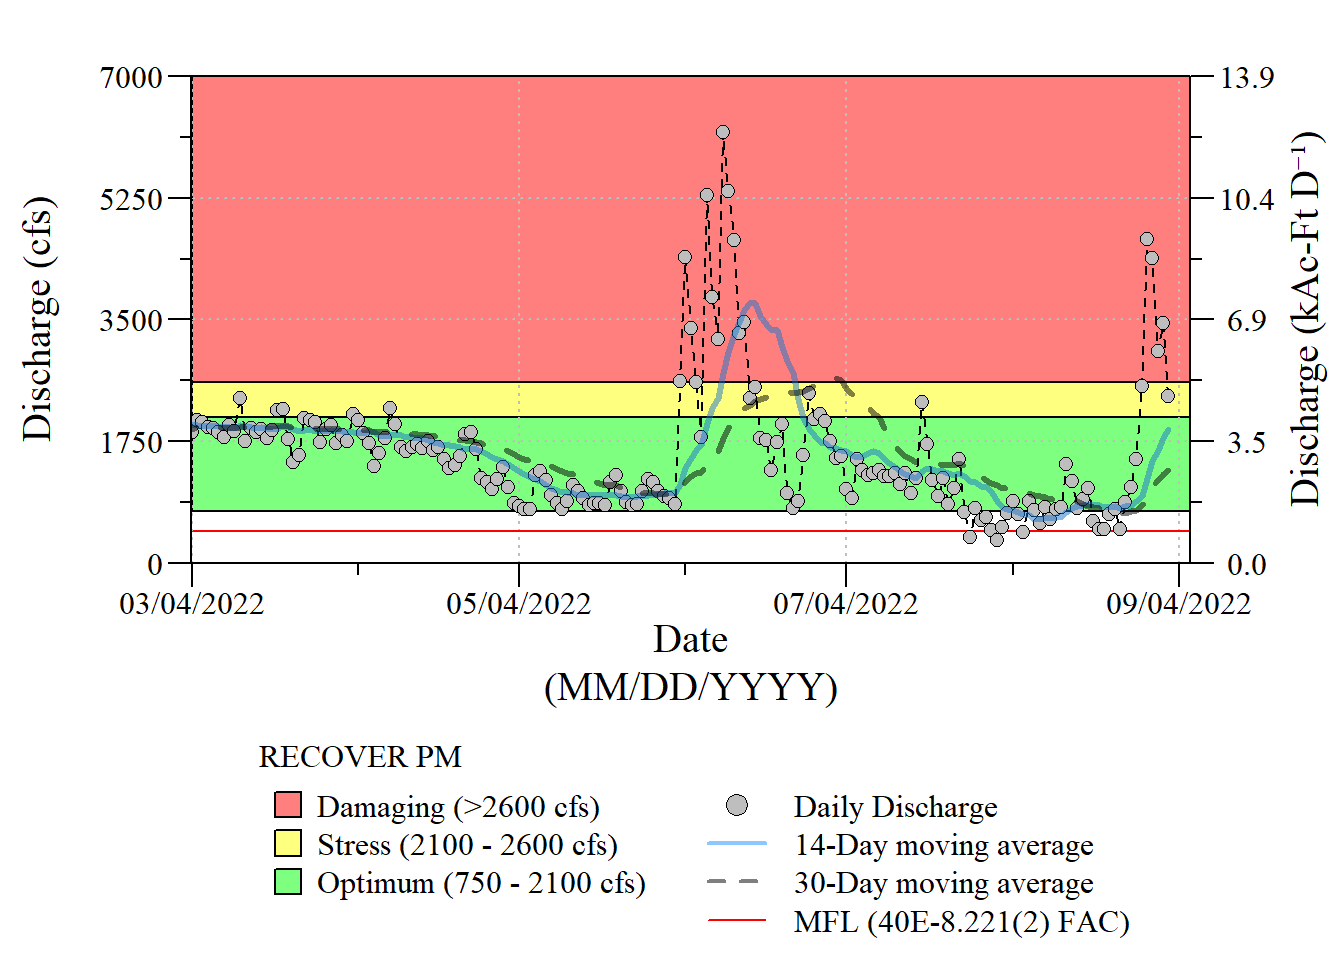 7000
5250
3500
1750
0
Discharge (cfs)
13.9
10.4
6.9
3.5
0.0
Discharge (kAc-Ft D⁻¹)
03/04/2022 05/04/2022 07/04/2022 09/04/2022
Date
(MM/DD/YYYY)
RECOVER PM
Damaging (>2600 cfs)
Stress (2100 - 2600 cfs)
Optimum (750 - 2100 cfs)
Daily Discharge
14-Day moving average
30-Day moving average
MFL (40E-8.221(2) FAC)